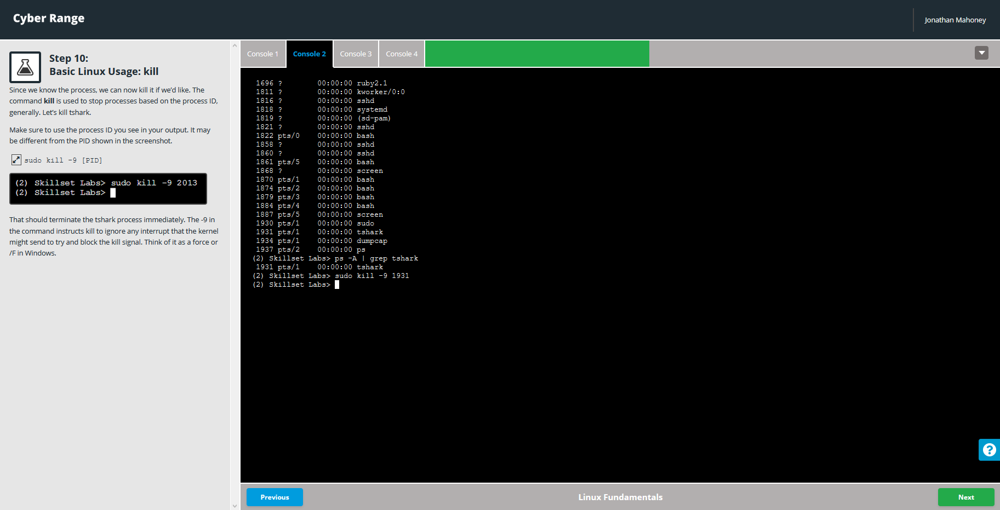 Cyber Range
Jonathan Mahoney
Step 10:
Basic Linux Usage: kill
Since we know the process, we can now kill it if we'd like. The
command kill is used to stop processes based on the process ID,
generally. Let's kill tshark.
Make sure to use the process ID you see in your output. It may
be different from the PID shown in the screenshot.
sudo kill -9 [PID]
(2) Skillset Labs> sudo kill -9 2013
(2) Skillset Labs>
That should terminate the tshark process immediately. The -9 in
the command instructs kill to ignore any interrupt that the kernel
might send to try and block the kill signal. Think of it as a force or
/F in Windows.
Console 1
Console 2
Console 3
Console 4
1696 ?        00:00:00 ruby2.1
1811 ?        00:00:00 kworker/0:0
1816 ?        00:00:00 sshd
1818 ?        00:00:00 systemd
1819 ?        00:00:00 (sd-pam)
1821 ?        00:00:00 sshd
1822 pts/0    00:00:00 bash
1858 ?        00:00:00 sshd
1860 ?        00:00:00 sshd
1861 pts/5    00:00:00 bash
1868 ?        00:00:00 screen
1870 pts/1    00:00:00 bash
1874 pts/2    00:00:00 bash
1879 pts/3    00:00:00 bash
1884 pts/4    00:00:00 bash
1887 pts/5    00:00:00 screen
1930 pts/1    00:00:00 sudo
1931 pts/1    00:00:00 tshark
1934 pts/1    00:00:00 dumpcap
1937 pts/2    00:00:00 ps
(2) Skillset Labs> ps -A | grep tshark
1931 pts/1    00:00:00 tshark
(2) Skillset Labs> sudo kill -9 1931
(2) Skillset Labs>
?
Previous
Linux Fundamentals
Next